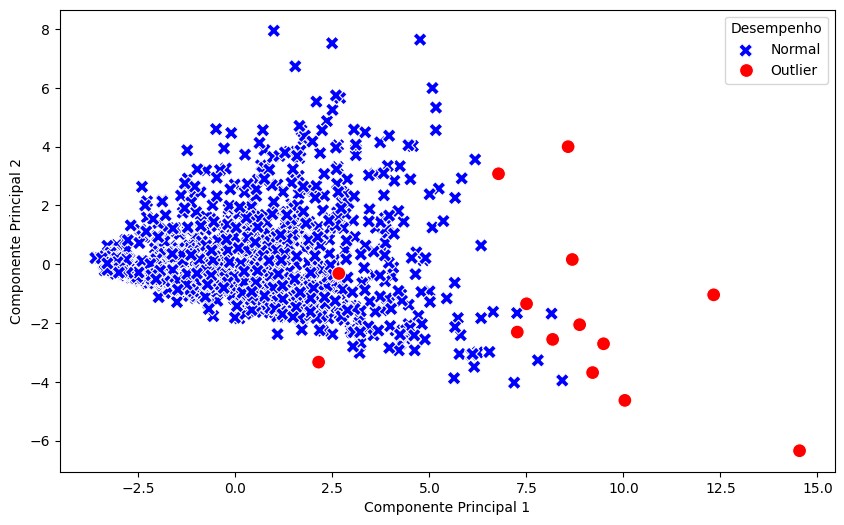 Desempenho
Normal
Outlier
8
6
4
2
0
−2
−4
−6
Componente Principal 2
−2.5 0.0 2.5 5.0 7.5 10.0 12.5 15.0
Componente Principal 1